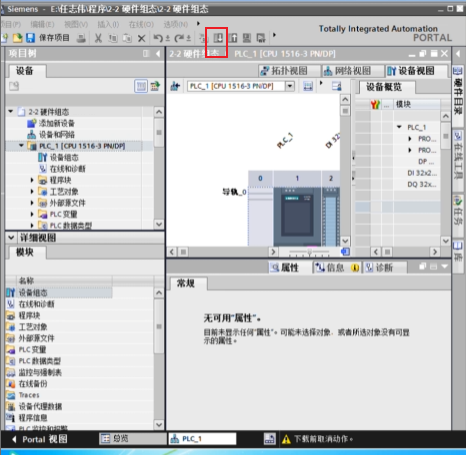 Siemens - E:\任志伟\程序\2-2 硬件组态\2-2 硬件组态
项目(P) 编辑(E) 视图(V) 插入(I) 在线(O) 选项(N)
Totally Integrated Automation
PORTAL
保存项目
项目树
2-2 硬件组态 PLC_1 [CPU 1516-3 PN/DP]
设备
拓扑视图
网络视图
设备视图
PLC_1 [CPU 1516-3 PN/DP]
设备概览
模块
2-2 硬件组态
添加新设备
设备和网络
PLC_1 [CPU 1516-3 PN/DP]
设备组态
在线和诊断
程序块
工艺对象
外部源文件
PLC 变量
PLC 数据类型
PLC_1
DI 32x...
导轨_0
0
1
2
PLC_1
PRO...
PRO...
DP ...
DI 32x2...
DQ 32x...
硬件目录
在线工具
任务
库
详细视图
模块
名称
设备组态
在线和诊断
程序块
工艺对象
外部源文件
PLC 变量
PLC 数据类型
监控与强制表
在线备份
Traces
设备代理数据
程序信息
PLC 监控和报警
属性
信息
诊断
常规
无可用“属性”。
目前未显示任何“属性”。可能未选择对象，或者所选对象没有可显
示的属性。
Portal 视图
总览
PLC_1
下载前取消动作。